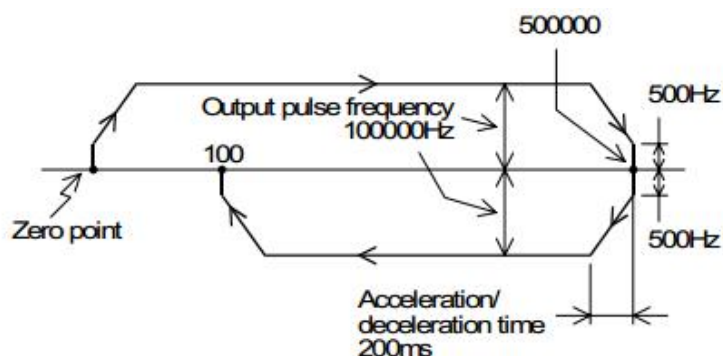 500000
500Hz
Output pulse frequency
100000Hz
100
Zero point
500Hz
Acceleration/
deceleration time
200ms